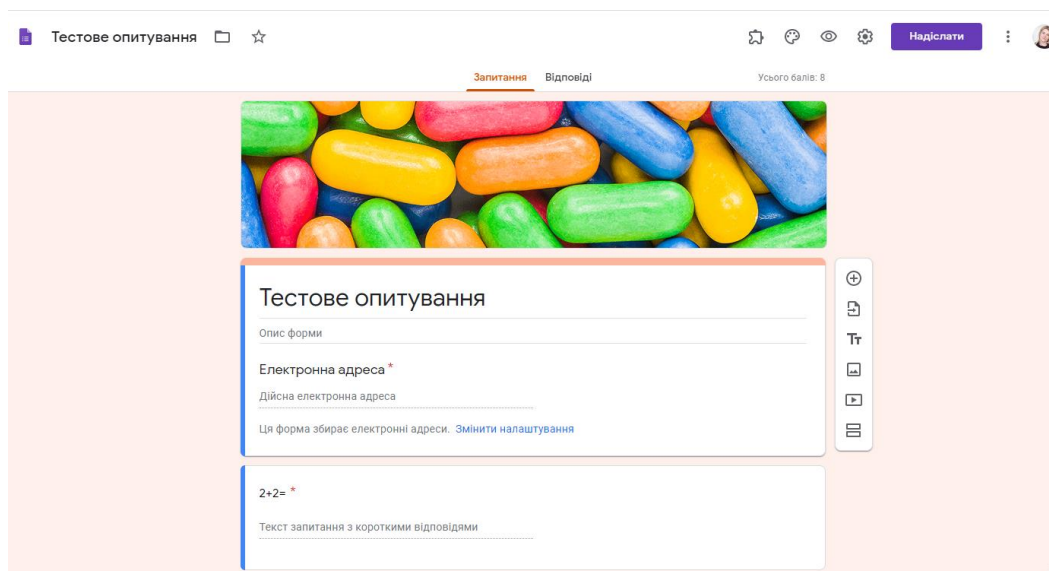 Тестове опитування
Надіслати
Запитання Відповіді Усього балів: 8
Тестове опитування
Опис форми
Електронна адреса *
Дійсна електронна адреса
Ця форма збирає електронні адреси. Змінити налаштування
Тт
2+2= *
Текст запитання з короткими відповідями